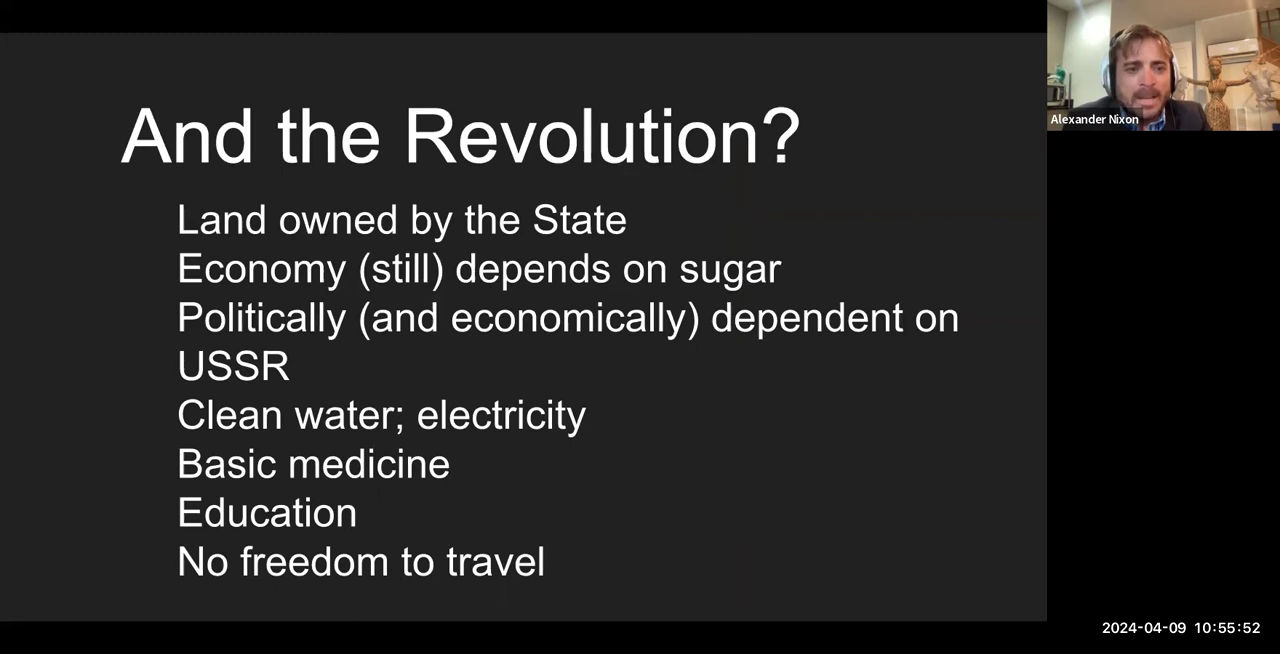 And the Revolution?
Land owned by the State
Economy (still) depends on sugar
Politically (and economically) dependent on
USSR
Clean water; electricity
Basic medicine
Education
No freedom to travel
Alexander Nixon
2024-04-09 10:55:52